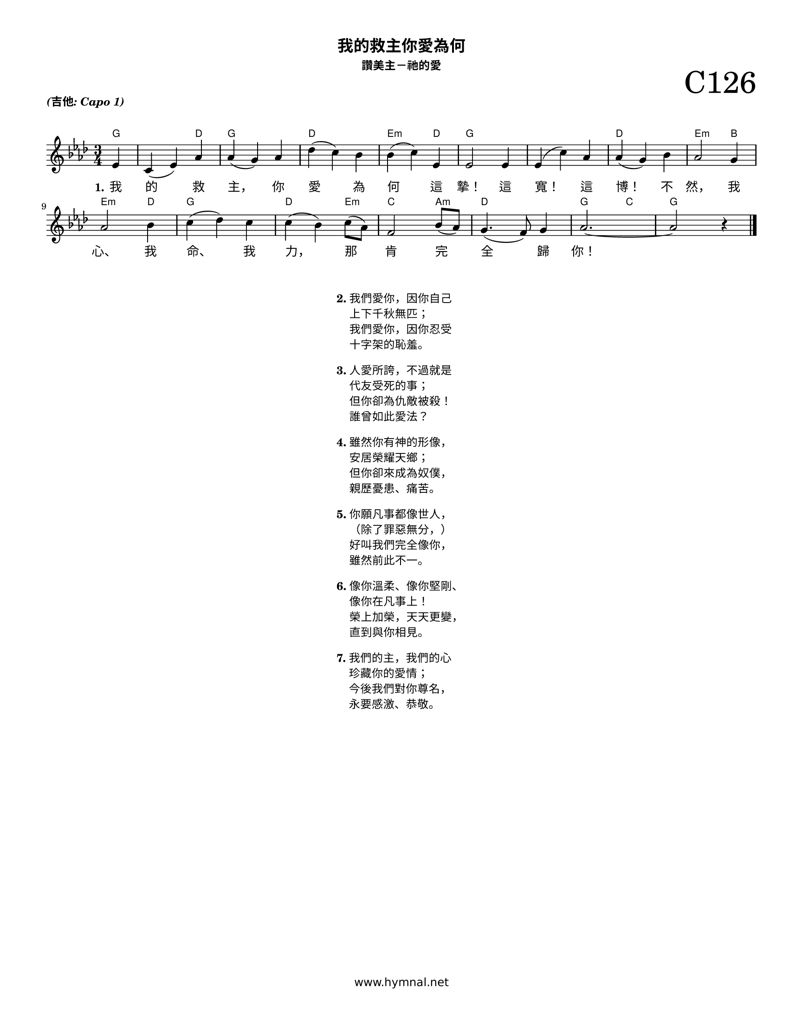 我的救主你愛為何
讚美主－祂的愛
C126
(吉他: Capo 1)
G D G D Em D G D Em B
3/4
1. 我 的 救 主， 你 愛 為 何 這 摯！ 這 寬！ 這 博！ 不 然， 我
9
Em D G D Em C Am D G C G
心、 我 命、 我 力， 那 肯 完 全 歸 你！
2. 我們愛你，因你自己
上下千秋無匹；
我們愛你，因你忍受
十字架的恥羞。
3. 人愛所誇，不過就是
代友受死的事；
但你卻為仇敵被殺！
誰曾如此愛法？
4. 雖然你有神的形像，
安居榮耀天鄉；
但你卻來成為奴僕，
親歷憂患、痛苦。
5. 你願凡事都像世人，
（除了罪惡無分，）
好叫我們完全像你，
雖然前此不一。
6. 像你溫柔、像你堅剛、
像你在凡事上！
榮上加榮，天天更變，
直到與你相見。
7. 我們的主，我們的心
珍藏你的愛情；
今後我們對你尊名，
永要感激、恭敬。
www.hymnal.net